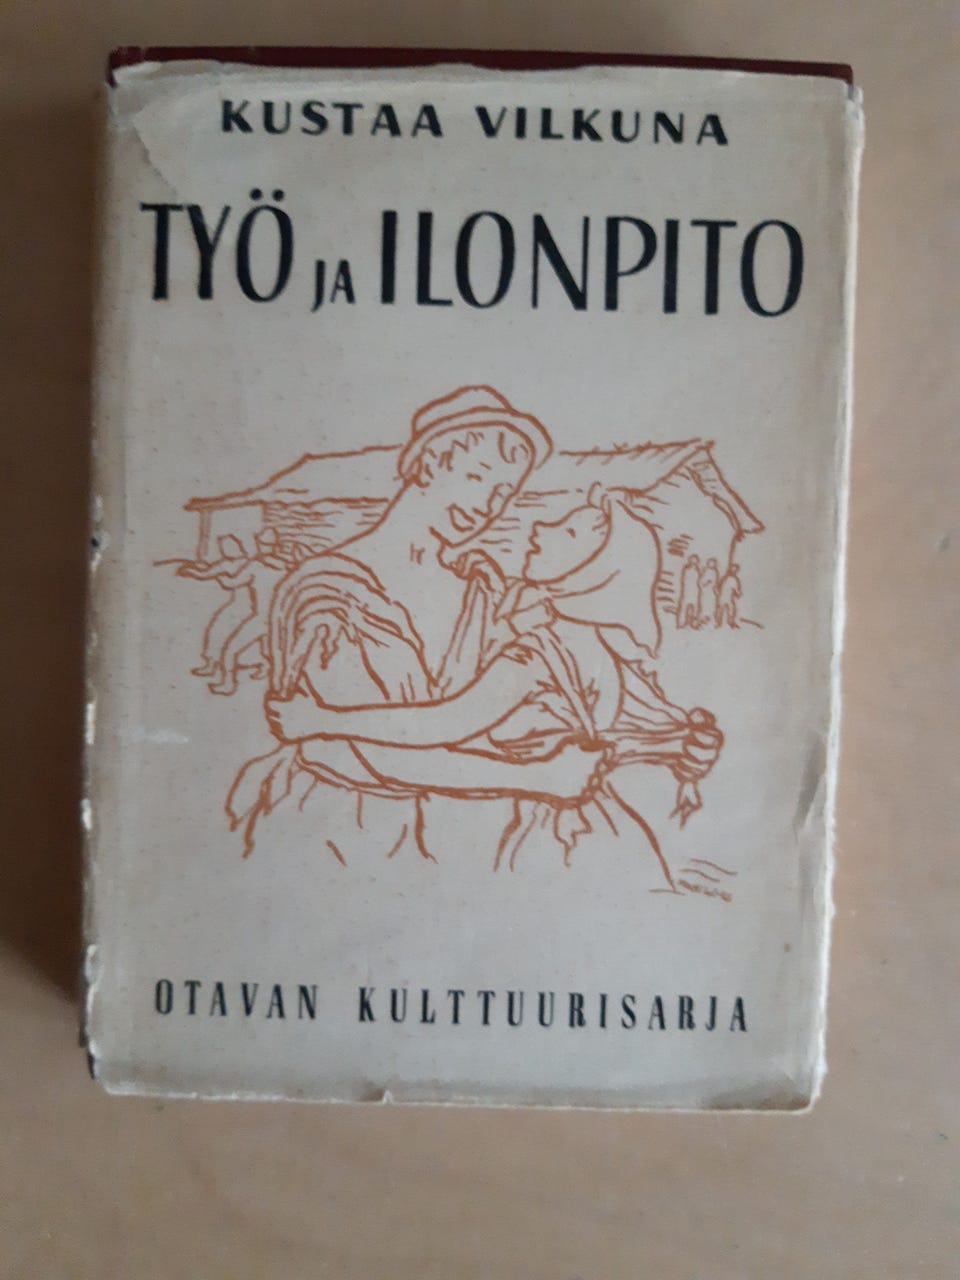 KUSTAA VILKUNA
TYÖ JA ILONPITO
OTAVAN KULTTUURISARJA